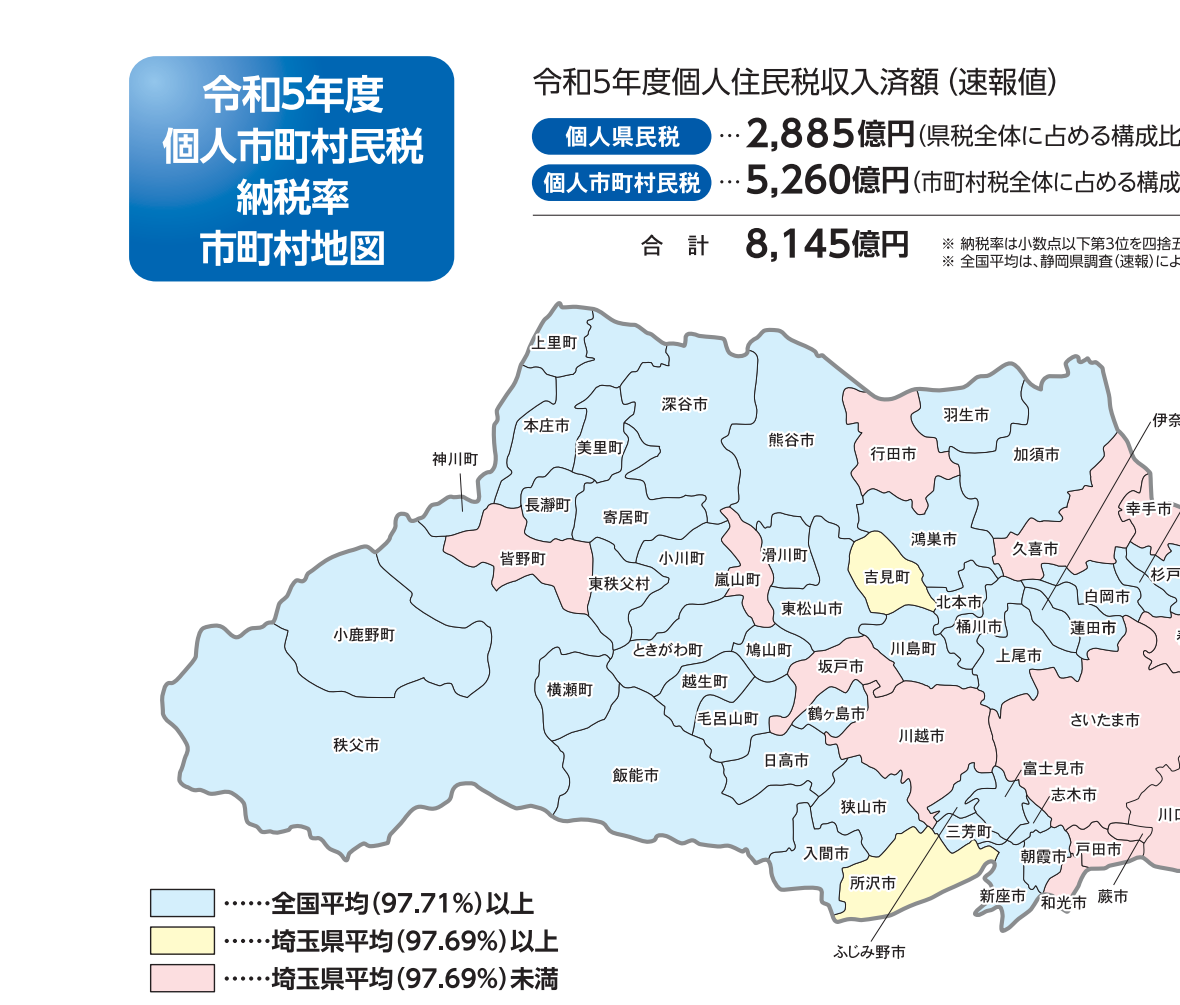 令和5年度
個人市町村民税
納税率
市町村地図
令和5年度個人住民税収入済額（速報値）
個人県民税 … 2,885億円（県税全体に占める構成比
個人市町村民税 … 5,260億円（市町村税全体に占める構成
合　計 8,145億円
※ 納税率は小数点以下第3位を四捨五
※ 全国平均は、静岡県調査（速報）によ
上里町
本庄市
美里町
深谷市
熊谷市
行田市
羽生市
加須市
伊奈
神川町
長瀞町
寄居町
皆野町
東秩父村
小川町
嵐山町
滑川町
東松山市
吉見町
鴻巣市
久喜市
幸手市
杉戸
白岡市
北本市
桶川市
蓮田市
小鹿野町
ときがわ町
鳩山町
川島町
上尾市
坂戸市
横瀬町
越生町
毛呂山町
鶴ヶ島市
川越市
さいたま市
秩父市
飯能市
日高市
富士見市
志木市
狭山市
三芳町
川口
入間市
朝霞市
戸田市
所沢市
新座市
和光市
蕨市
ふじみ野市
……全国平均（97.71%）以上
……埼玉県平均（97.69%）以上
……埼玉県平均（97.69%）未満